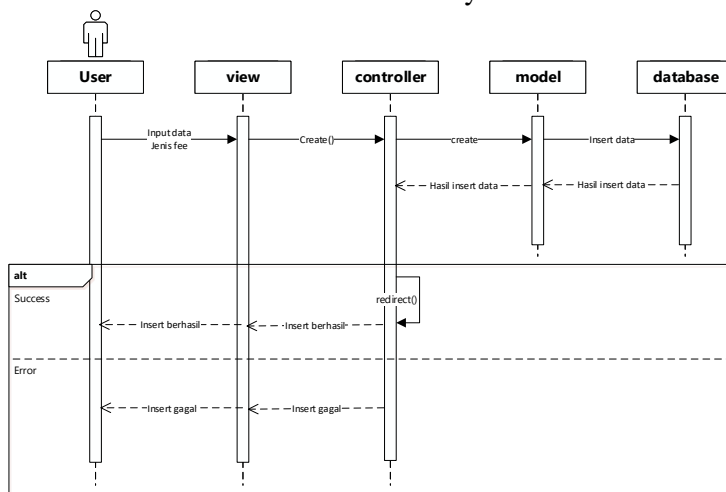 User
view
controller
model
database
Input data
Jenis fee
Create()
create
Insert data
Hasil insert data
Hasil insert data
alt
Success
redirect()
Insert berhasil
Insert berhasil
Error
Insert gagal
Insert gagal